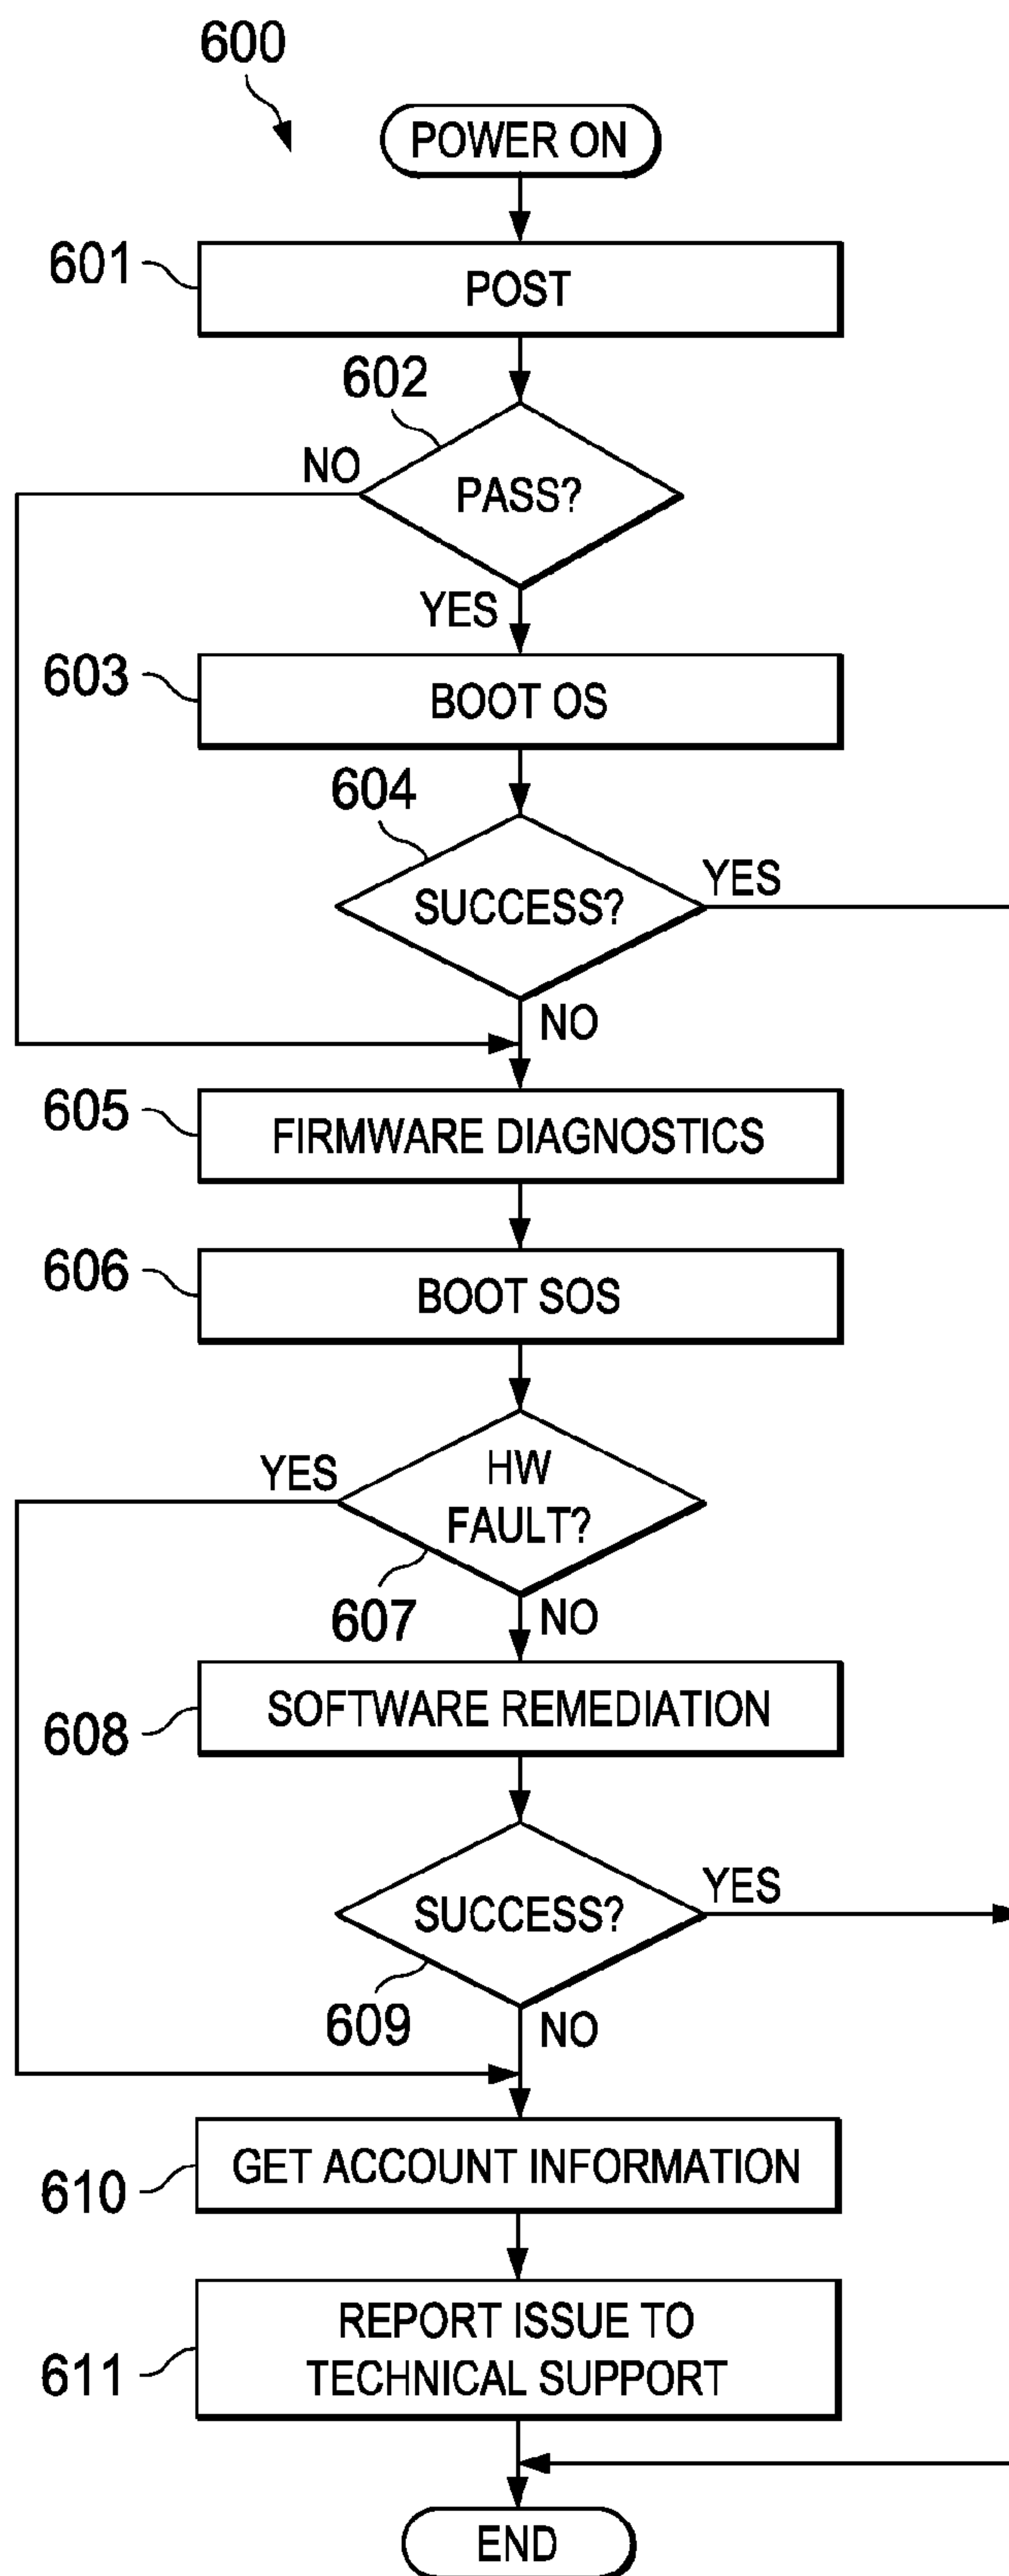 600
POWER ON
601
POST
602
NO
PASS?
YES
603
BOOT OS
604
SUCCESS?
YES
NO
605
FIRMWARE DIAGNOSTICS
606
BOOT SOS
YES
HW
FAULT?
607
NO
608
SOFTWARE REMEDIATION
SUCCESS?
YES
609
NO
610
GET ACCOUNT INFORMATION
611
REPORT ISSUE TO
TECHNICAL SUPPORT
END